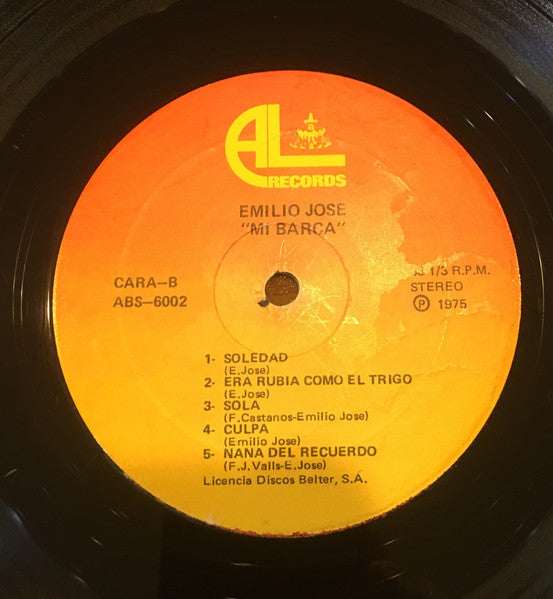 AL
RECORDS
EMILIO JOSE
"MI BARCA"
CARA—B
ABS—6002
1/3 R.P.M.
STEREO
Ⓟ 1975
1- SOLEDAD
(E. Jose)
2- ERA RUBIA COMO EL TRIGO
(E. Jose)
3- SOLA
(F. Castanos-Emilio Jose)
4- CULPA
(Emilio Jose)
5- NANA DEL RECUERDO
(F.J. Valls-E. Jose)
Licencia Discos Belter, S.A.